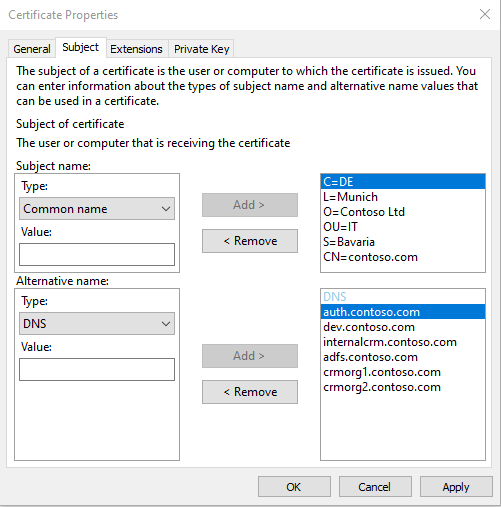 Certificate Properties
General Subject Extensions Private Key
The subject of a certificate is the user or computer to which the certificate is issued. You
can enter information about the types of subject name and alternative name values that
can be used in a certificate.
Subject of certificate
The user or computer that is receiving the certificate
Subject name:
Type:
Common name
Value:
Add >
< Remove
C=DE
L=Munich
O=Contoso Ltd
OU=IT
S=Bavaria
CN=contoso.com
Alternative name:
Type:
DNS
Value:
Add >
< Remove
DNS
auth.contoso.com
dev.contoso.com
internalcrm.contoso.com
adfs.contoso.com
crmorg1.contoso.com
crmorg2.contoso.com
OK Cancel Apply